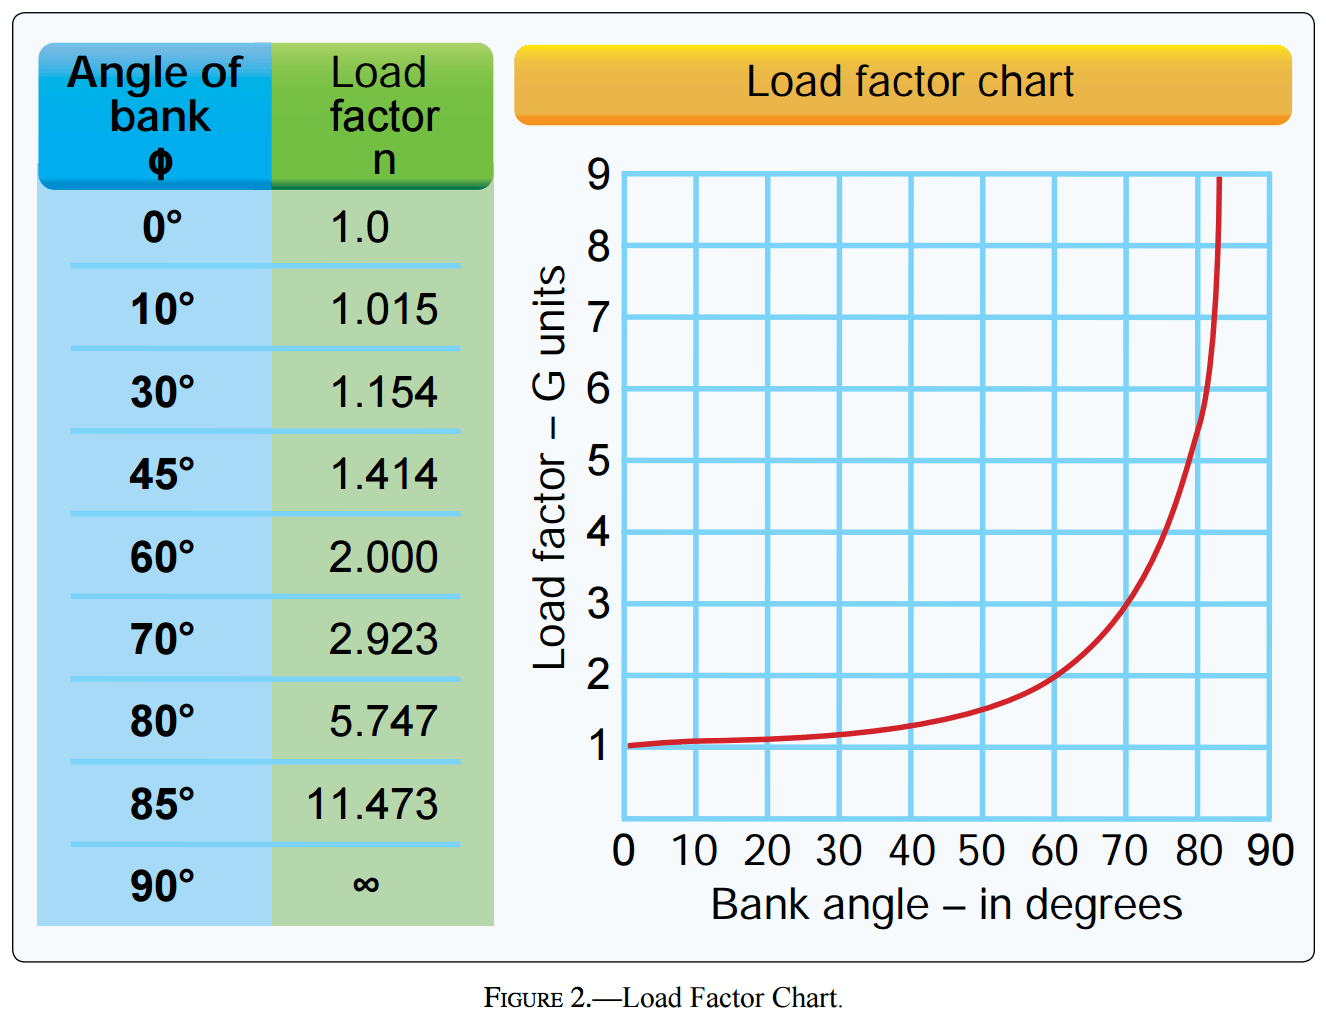 Angle of
bank
ϕ
Load
factor
n
0° 1.0
10° 1.015
30° 1.154
45° 1.414
60° 2.000
70° 2.923
80° 5.747
85° 11.473
90° ∞
Load factor chart
Load factor – G units
9
8
7
6
5
4
3
2
1
0 10 20 30 40 50 60 70 80 90
Bank angle – in degrees
FIGURE 2.—Load Factor Chart.